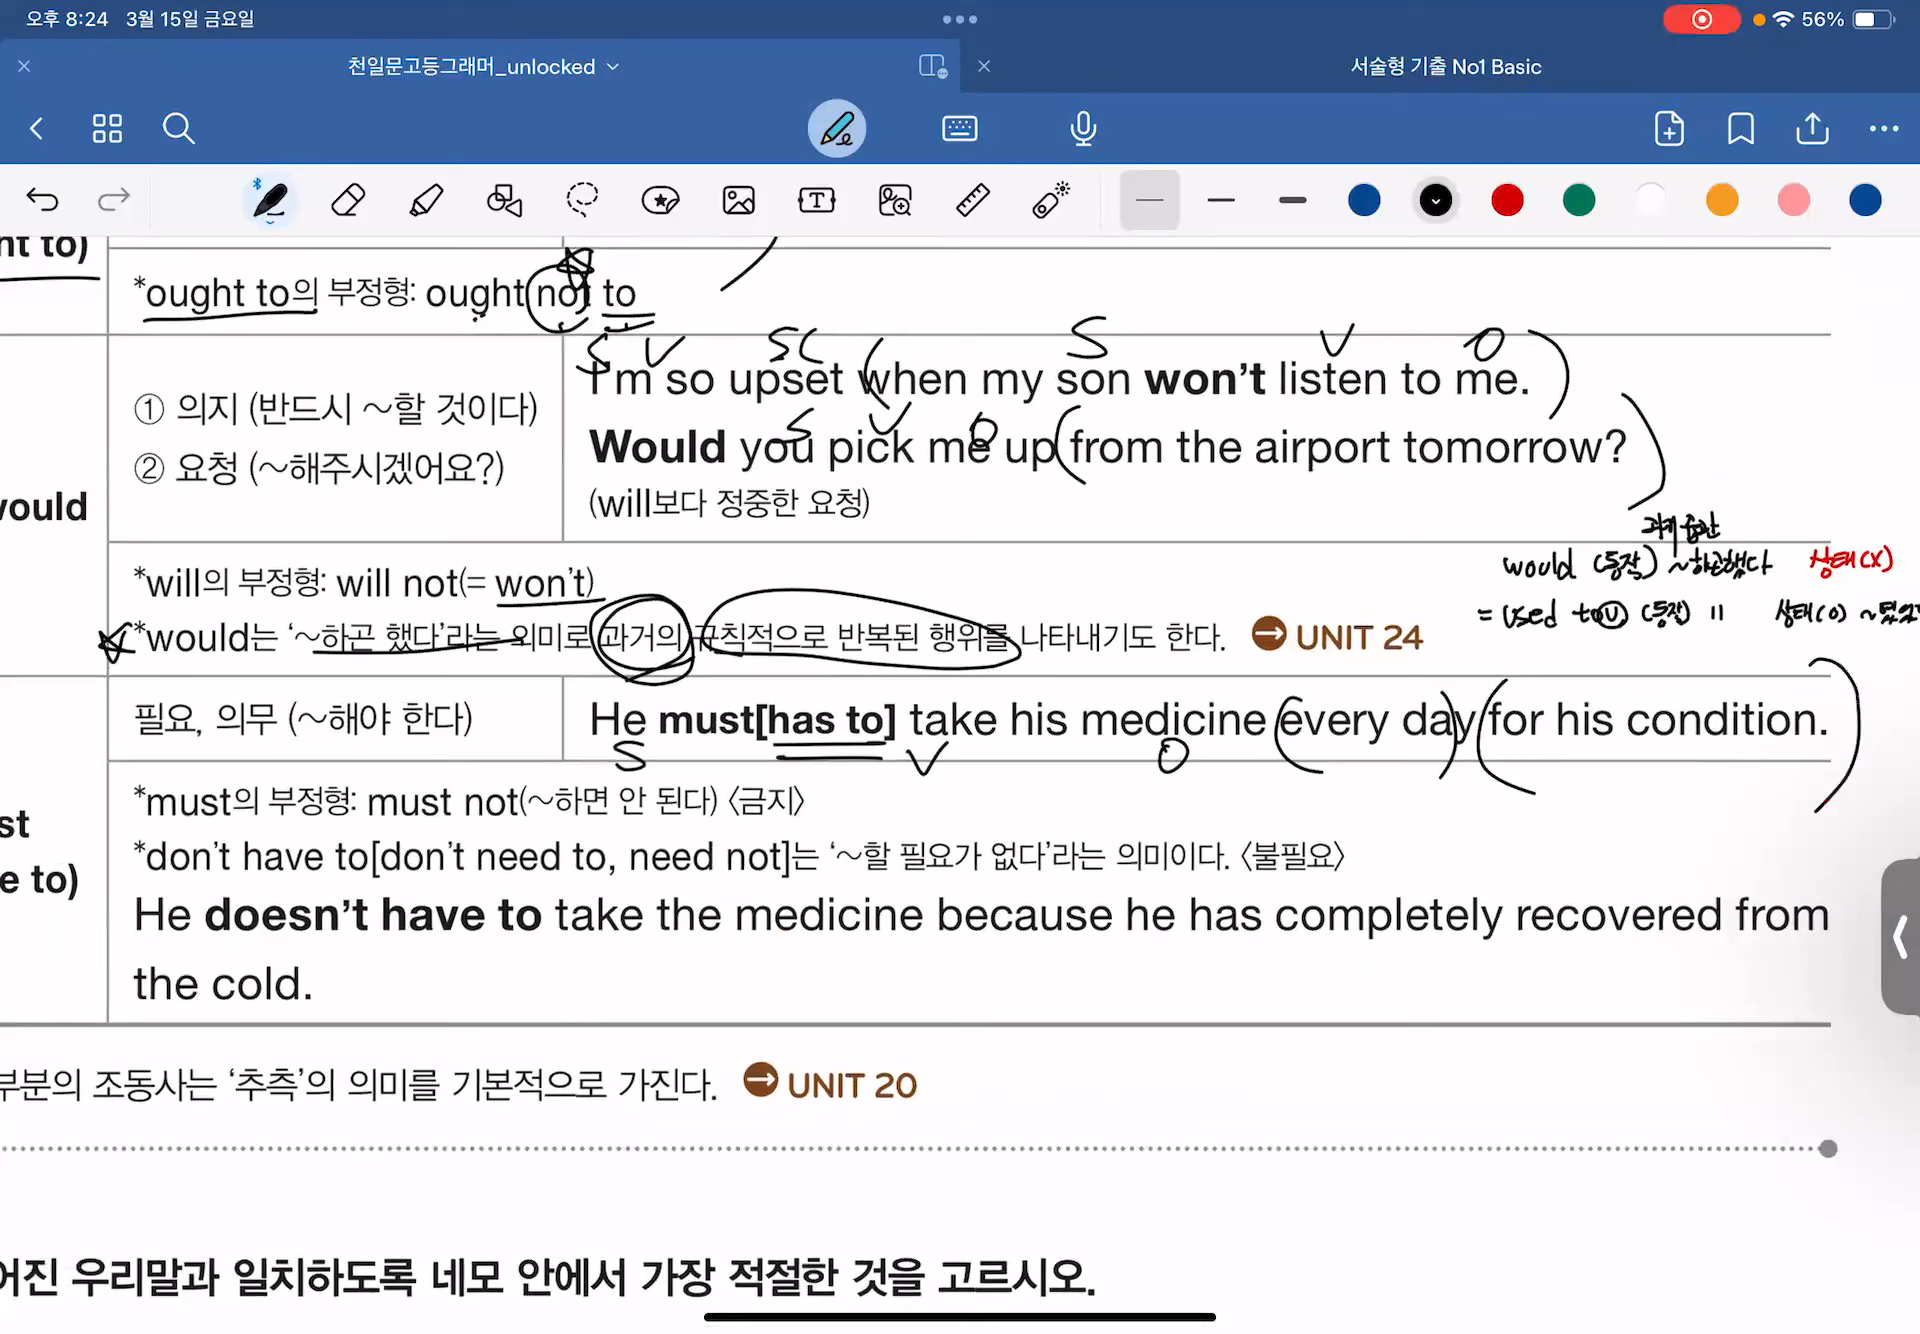 오후 8:24 3월 15일 금요일
56%
천일문고등그래머_unlocked
서술형 기출 No1 Basic
ht to)
*ought to의 부정형: ought not to
S V SC S V O
① 의지 (반드시 ~할 것이다)
I'm so upset when my son won't listen to me.
S V O
② 요청 (~해주시겠어요?)
Would you pick me up from the airport tomorrow?
(will보다 정중한 요청)
would
과거 습관
would (동작) ~하곤했다 상태(X)
*will의 부정형: will not(= won't)
= used to V (동작) 〃 상태(O)
*would는 '~하곤 했다'라는 의미로 과거의 규칙적으로 반복된 행위를 나타내기도 한다. UNIT 24
필요, 의무 (~해야 한다)
He must[has to] take his medicine every day for his condition.
S V O
*must의 부정형: must not(~하면 안 된다) 〈금지〉
st
*don't have to[don't need to, need not]는 '~할 필요가 없다'라는 의미이다. 〈불필요〉
e to)
He doesn't have to take the medicine because he has completely recovered from
the cold.
부분의 조동사는 '추측'의 의미를 기본적으로 가진다. UNIT 20
어진 우리말과 일치하도록 네모 안에서 가장 적절한 것을 고르시오.